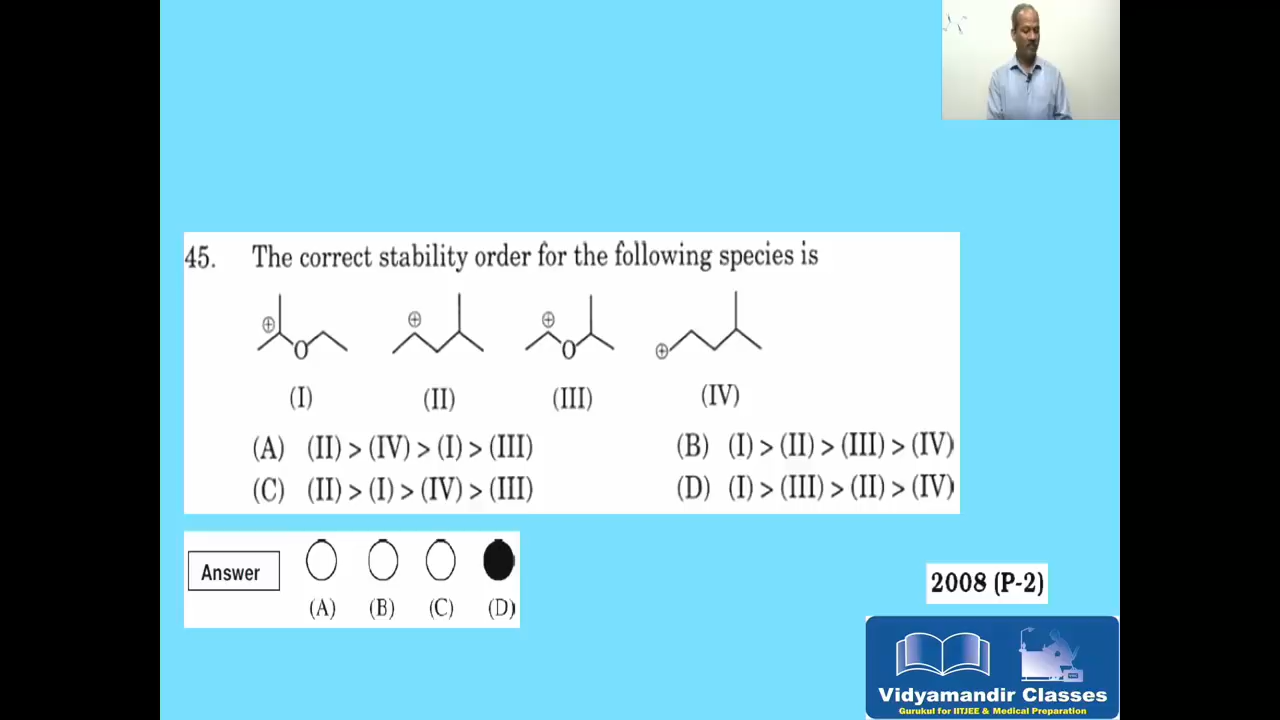 45. The correct stability order for the following species is
⊕ ⊕ ⊕
O O ⊕
(I) (II) (III) (IV)
(A) (II) > (IV) > (I) > (III) (B) (I) > (II) > (III) > (IV)
(C) (II) > (I) > (IV) > (III) (D) (I) > (III) > (II) > (IV)
Answer
(A) (B) (C) (D)
2008 (P-2)
Vidyamandir Classes
Gurukul for IITJEE & Medical Preparation